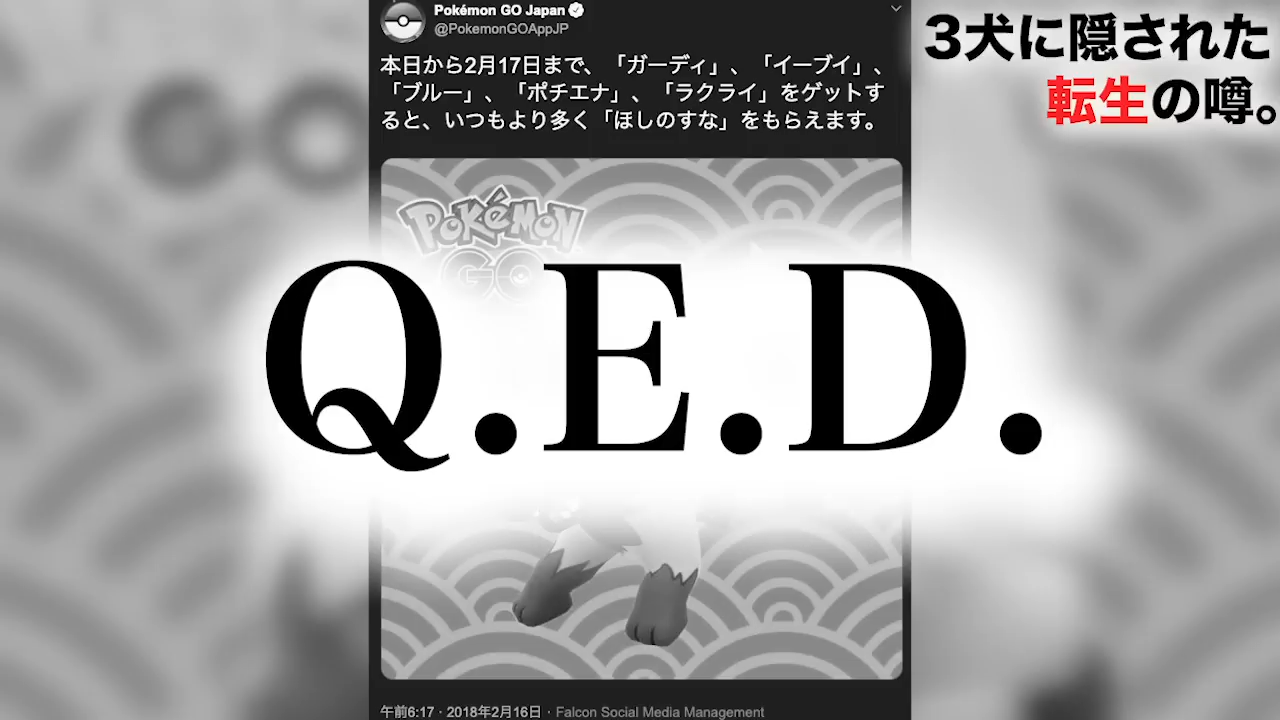 Pokémon GO Japan
@PokemonGOAppJP
3犬に隠された
転生の噂。
本日から2月17日まで、「ガーディ」、「イーブイ」、
「ブルー」、「ポチエナ」、「ラクライ」をゲットす
ると、いつもより多く「ほしのすな」をもらえます。
POKéMON
GO
Q.E.D.
午前6:17 · 2018年2月16日 · Falcon Social Media Management